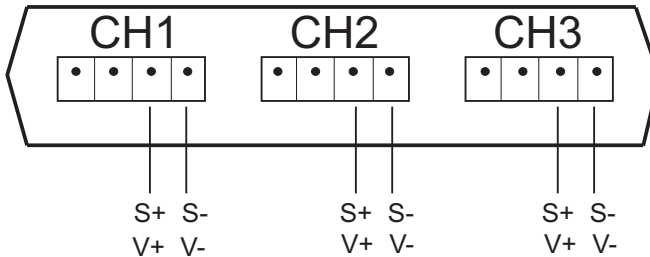 CH1 CH2 CH3
S+ S- S+ S- S+ S-
V+ V- V+ V- V+ V-